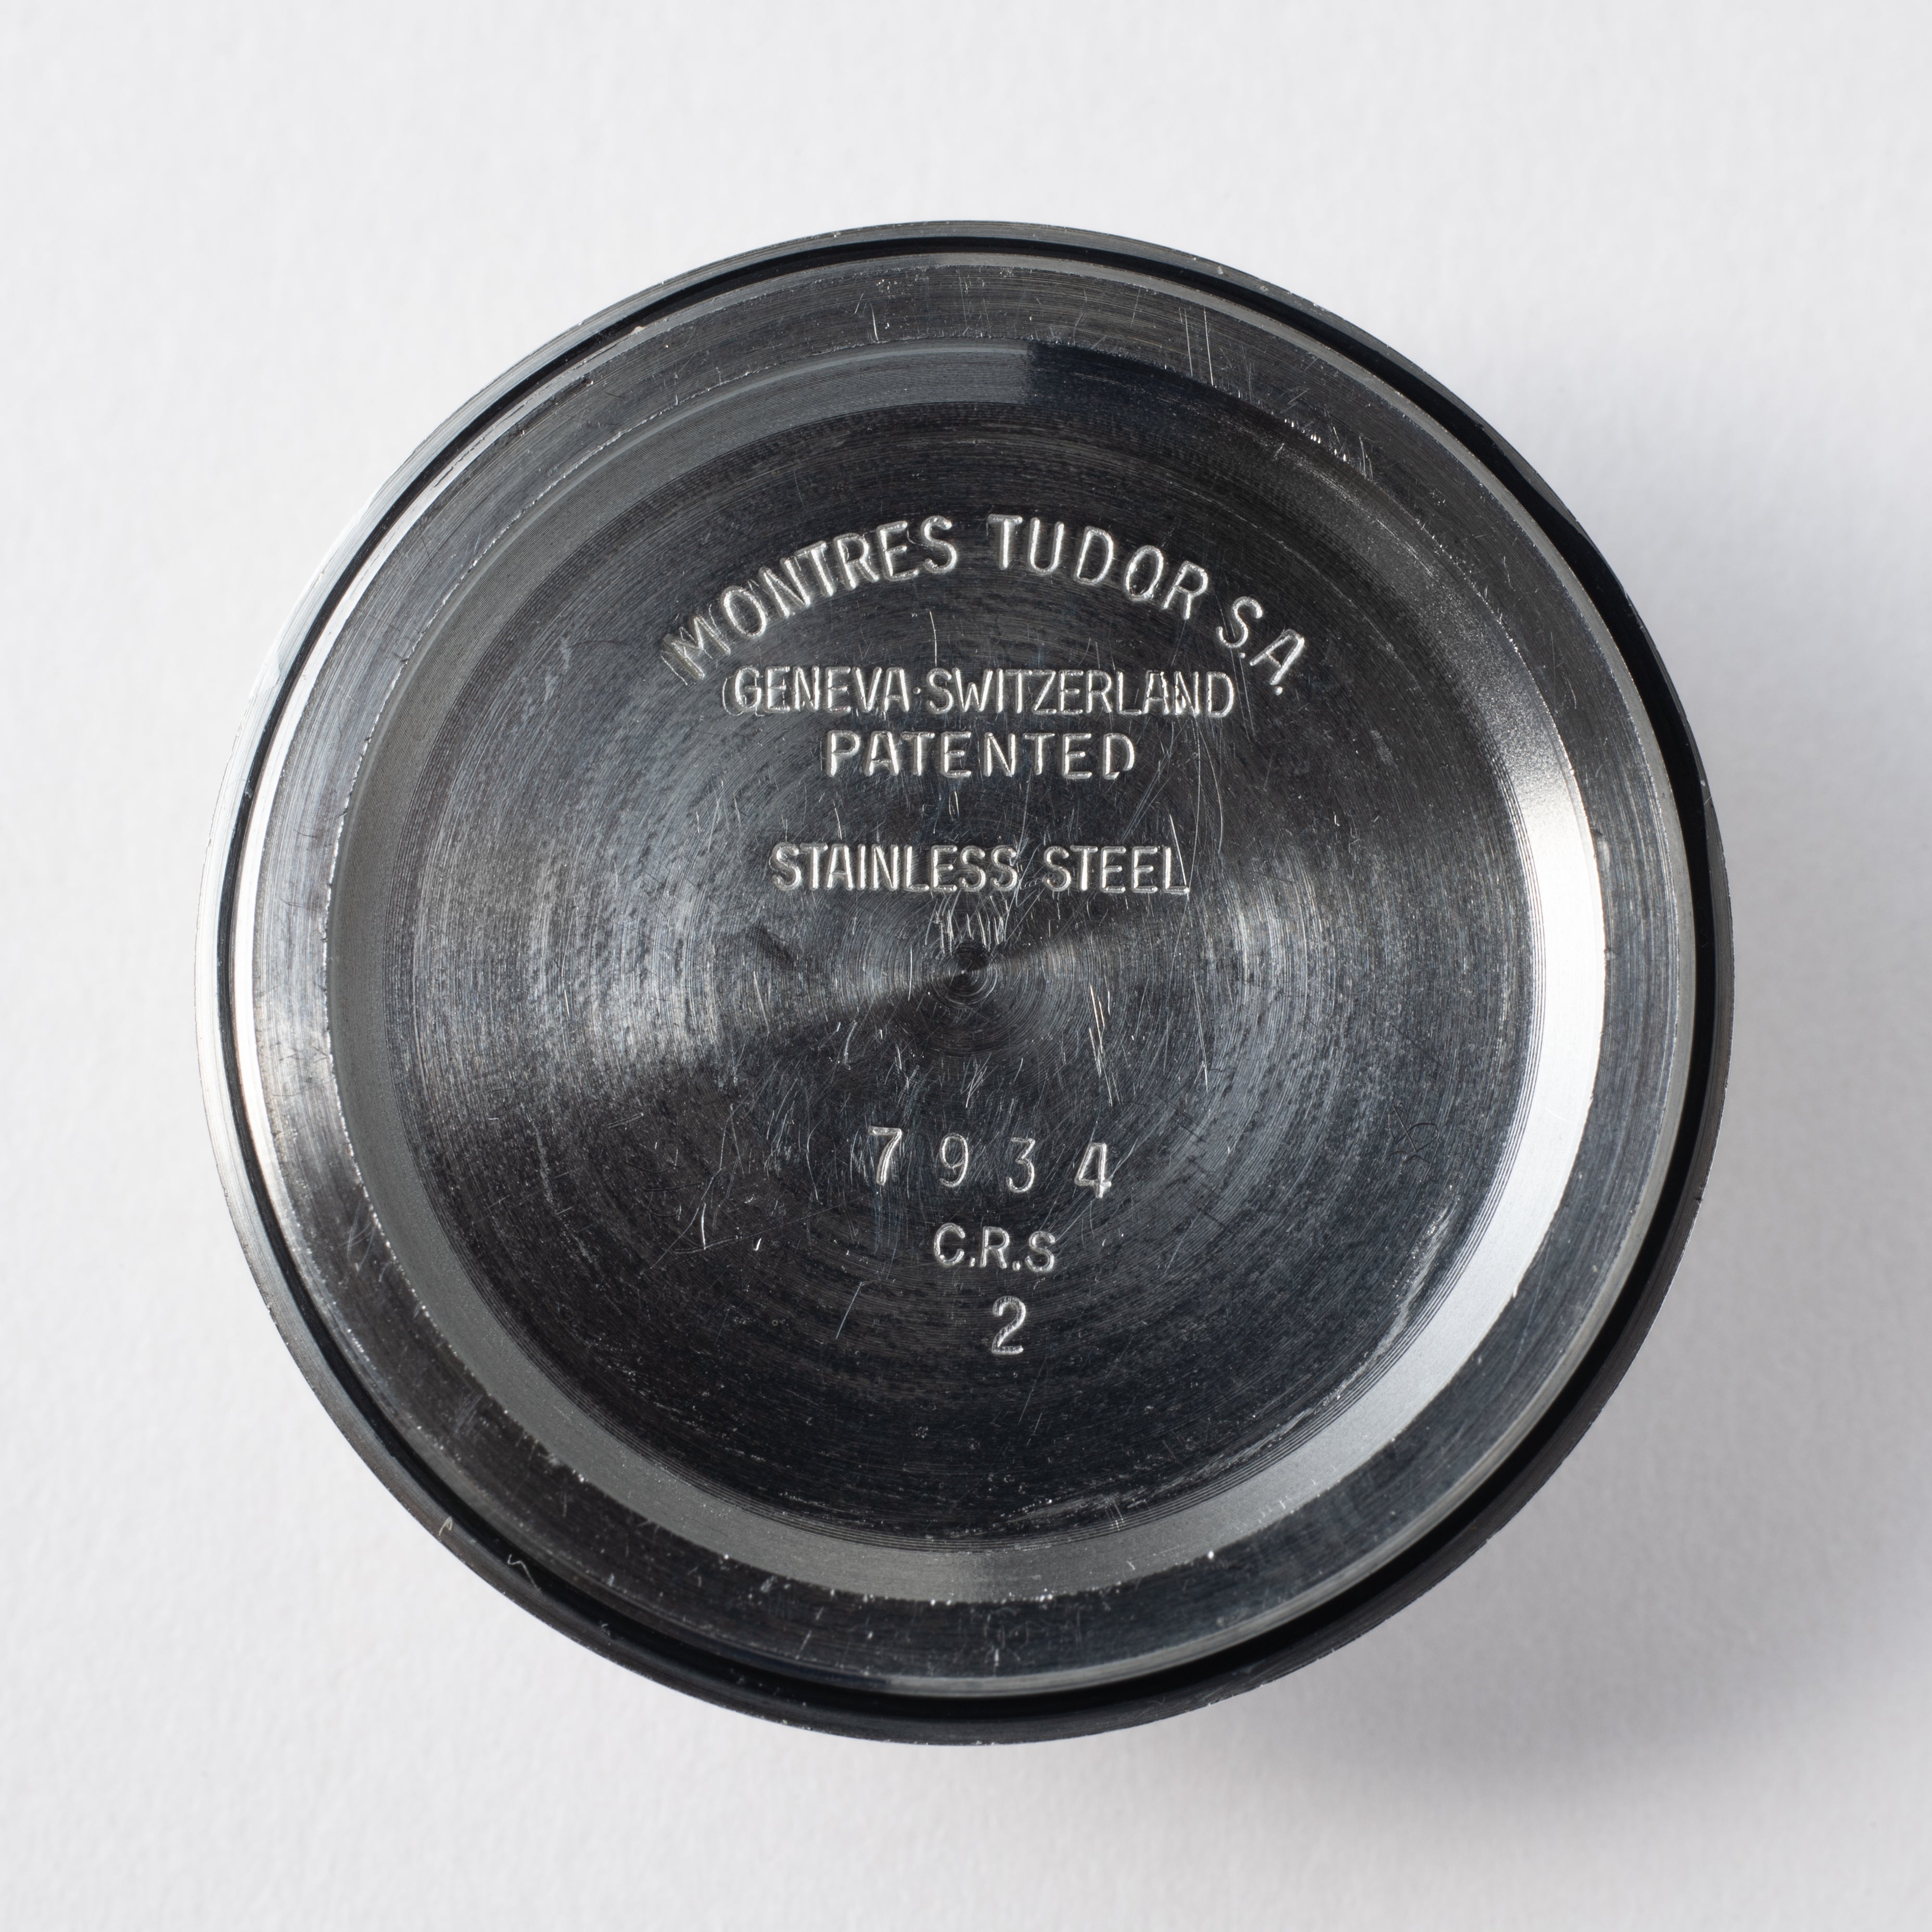 MONTRES TUDOR S.A.
GENEVA·SWITZERLAND
PATENTED
STAINLESS STEEL
7934
C.R.S
2